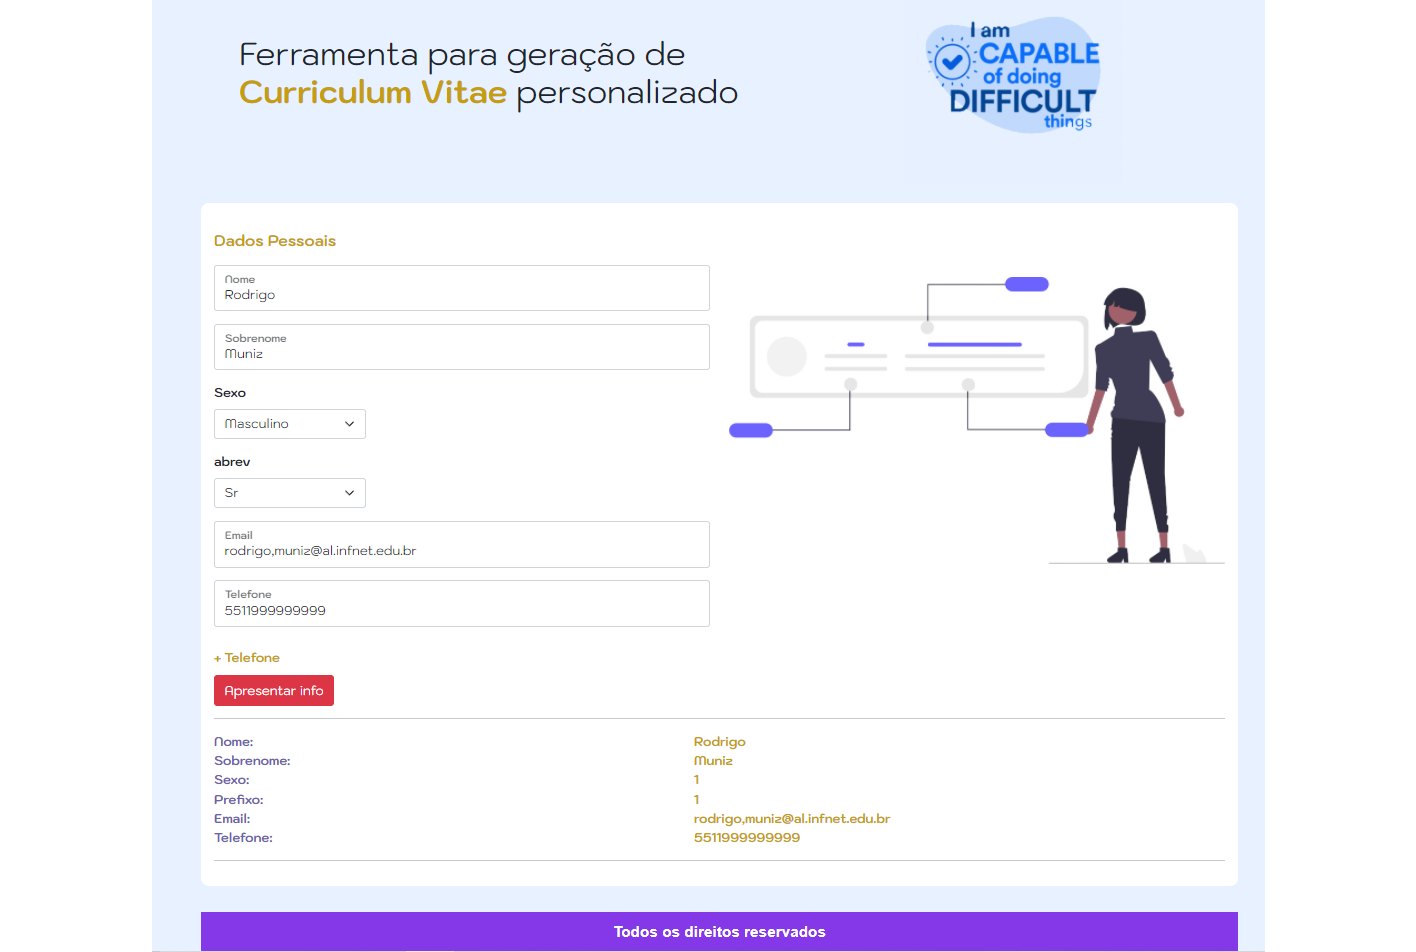 Ferramenta para geração de
Curriculum Vitae personalizado
I am
CAPABLE
of doing
DIFFICULT
things
Dados Pessoais
Nome
Rodrigo
Sobrenome
Muniz
Sexo
Masculino
abrev
Sr
Email
rodrigo,muniz@al.infnet.edu.br
Telefone
5511999999999
+ Telefone
Apresentar info
Nome: Rodrigo
Sobrenome: Muniz
Sexo: 1
Prefixo: 1
Email: rodrigo,muniz@al.infnet.edu.br
Telefone: 5511999999999
Todos os direitos reservados